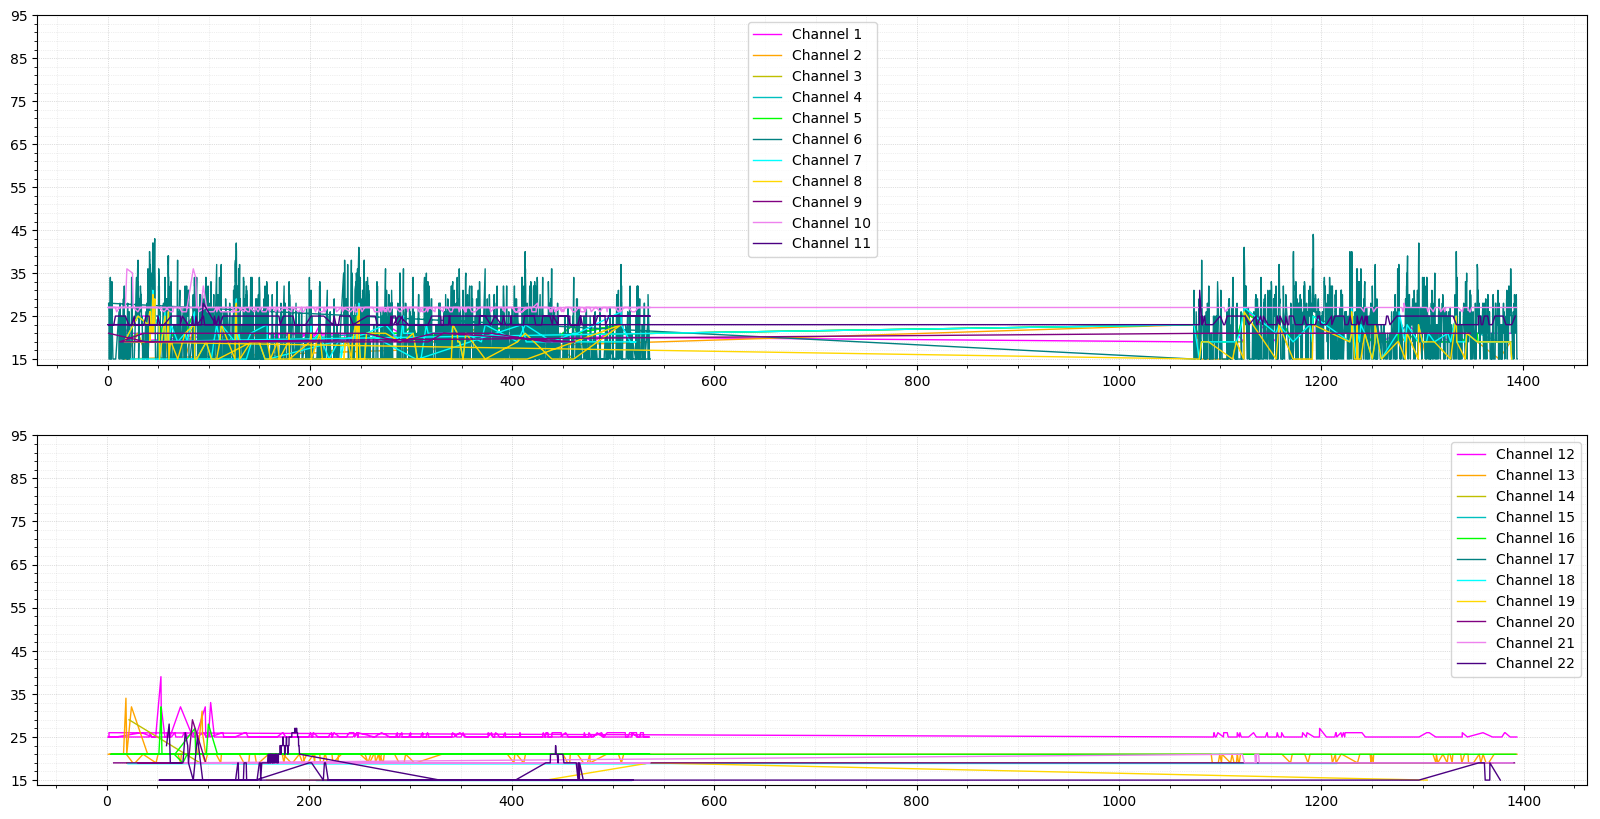 95
85
75
65
55
45
35
25
15
Channel 1
Channel 2
Channel 3
Channel 4
Channel 5
Channel 6
Channel 7
Channel 8
Channel 9
Channel 10
Channel 11
0 200 400 600 800 1000 1200 1400
95
85
75
65
55
45
35
25
15
Channel 12
Channel 13
Channel 14
Channel 15
Channel 16
Channel 17
Channel 18
Channel 19
Channel 20
Channel 21
Channel 22
0 200 400 600 800 1000 1200 1400